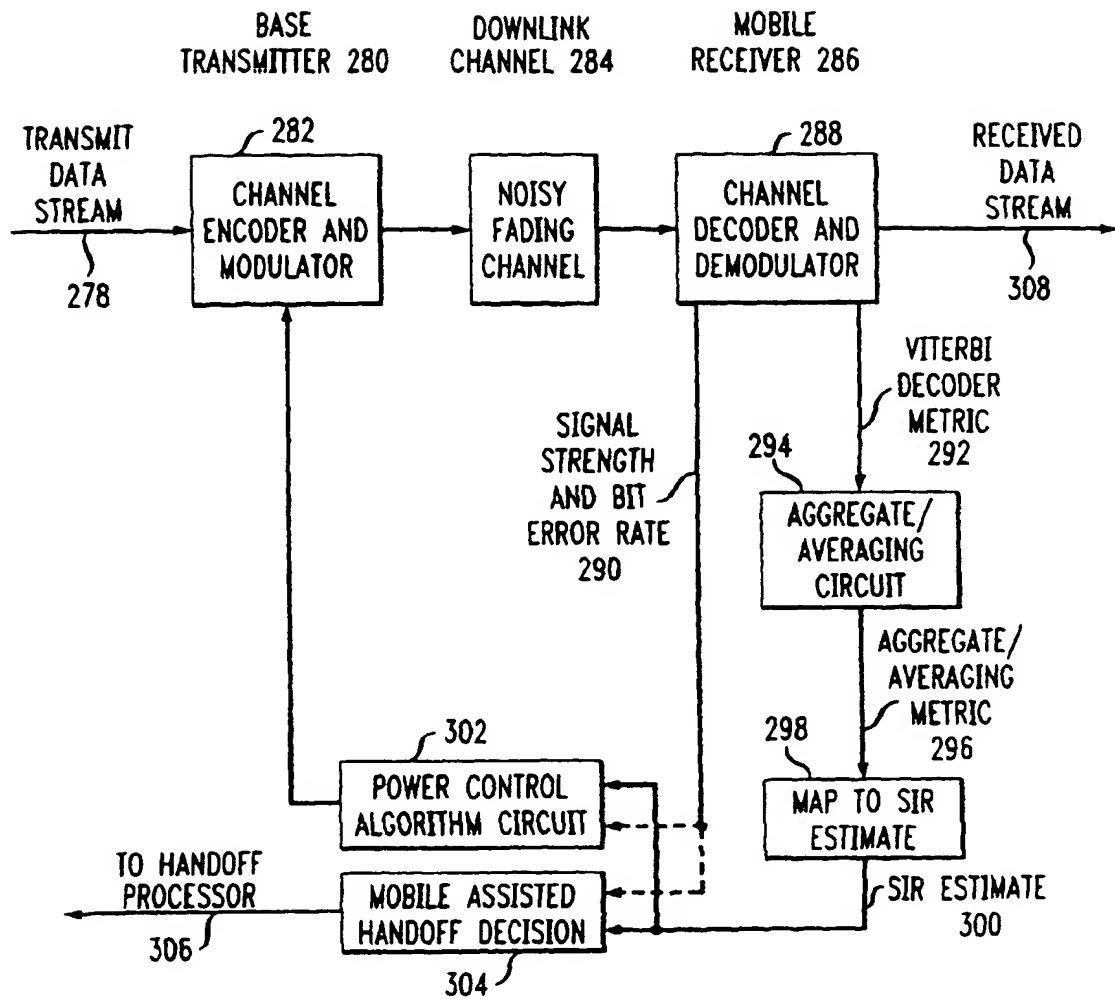 BASE
TRANSMITTER 280
DOWNLINK
CHANNEL 284
MOBILE
RECEIVER 286
TRANSMIT
DATA
STREAM
278
282
CHANNEL
ENCODER AND
MODULATOR
NOISY
FADING
CHANNEL
288
CHANNEL
DECODER AND
DEMODULATOR
RECEIVED
DATA
STREAM
308
VITERBI
DECODER
METRIC
292
SIGNAL
STRENGTH
AND BIT
ERROR RATE
290
294
AGGREGATE/
AVERAGING
CIRCUIT
AGGREGATE/
AVERAGING
METRIC
296
298
MAP TO SIR
ESTIMATE
SIR ESTIMATE
300
302
POWER CONTROL
ALGORITHM CIRCUIT
TO HANDOFF
PROCESSOR
306
MOBILE ASSISTED
HANDOFF DECISION
304